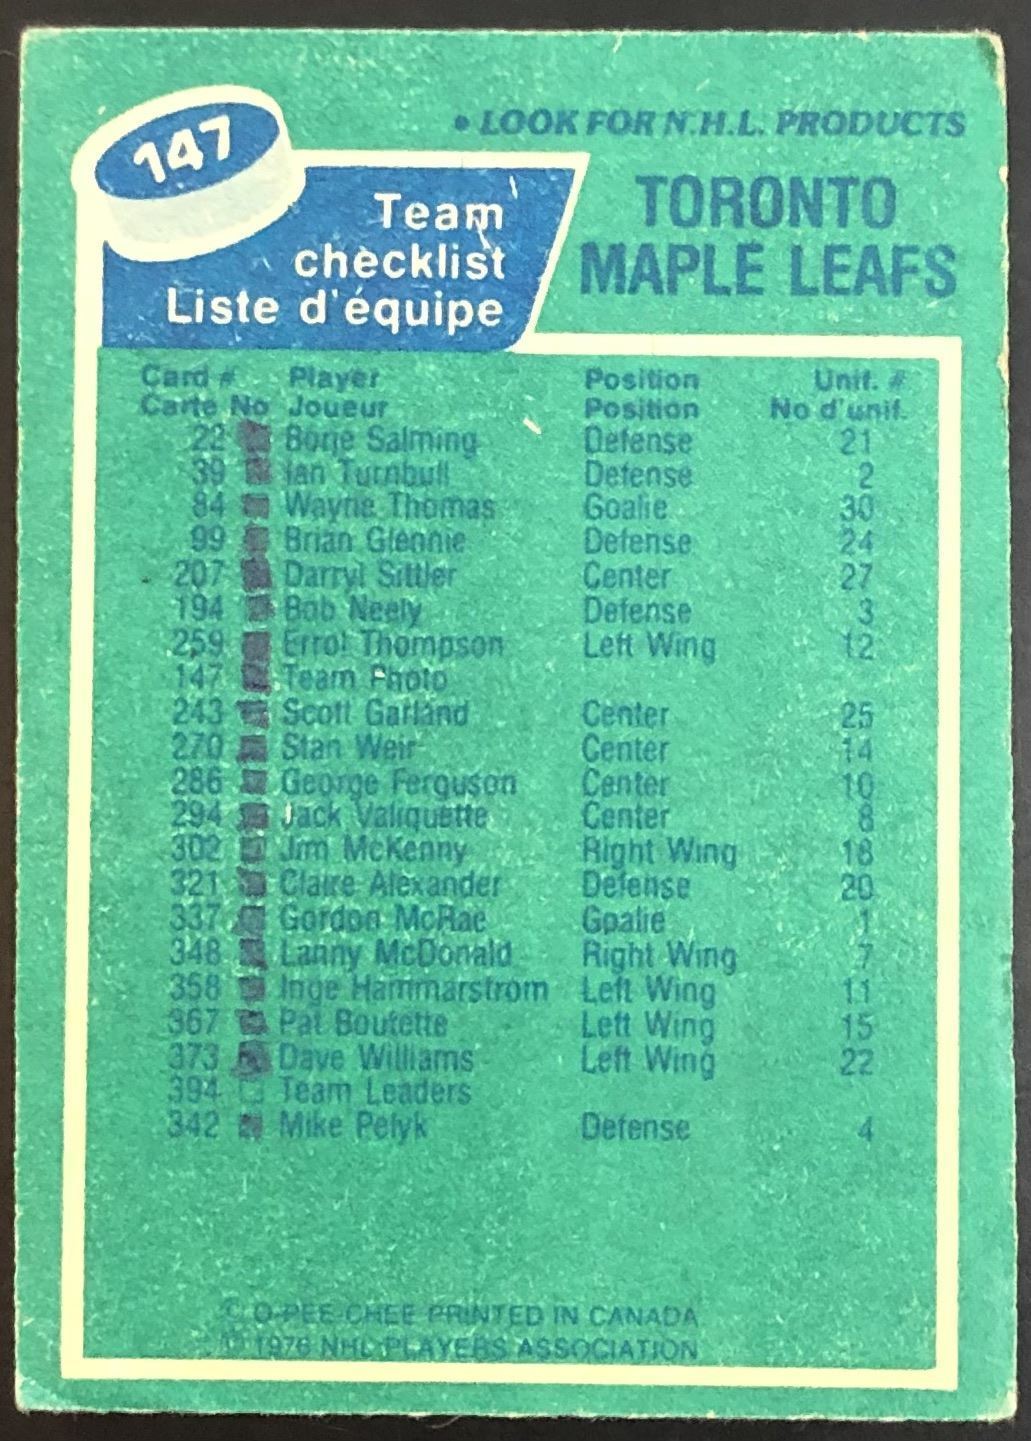 147
• LOOK FOR N.H.L. PRODUCTS
Team
checklist
Liste d'équipe
TORONTO
MAPLE LEAFS
Card # Player Position Unif. #
Carte No Joueur Position No d'unif.
22 Borje Salming Defense 21
39 Ian Turnbull Defense 2
84 Wayne Thomas Goalie 30
99 Brian Glennie Defense 24
207 Darryl Sittler Center 27
194 Bob Neely Defense 3
259 Errol Thompson Left Wing 12
147 Team Photo
243 Scott Garland Center 25
270 Stan Weir Center 14
286 George Ferguson Center 10
294 Jack Valiquette Center 8
302 Jim McKenny Right Wing 18
321 Claire Alexander Defense 20
337 Gordon McRae Goalie 1
348 Lanny McDonald Right Wing 7
358 Inge Hammarstrom Left Wing 11
367 Pat Boutette Left Wing 15
373 Dave Williams Left Wing 22
394 Team Leaders
342 Mike Pelyk Defense 4
© O-PEE-CHEE PRINTED IN CANADA
© 1976 NHL PLAYERS ASSOCIATION